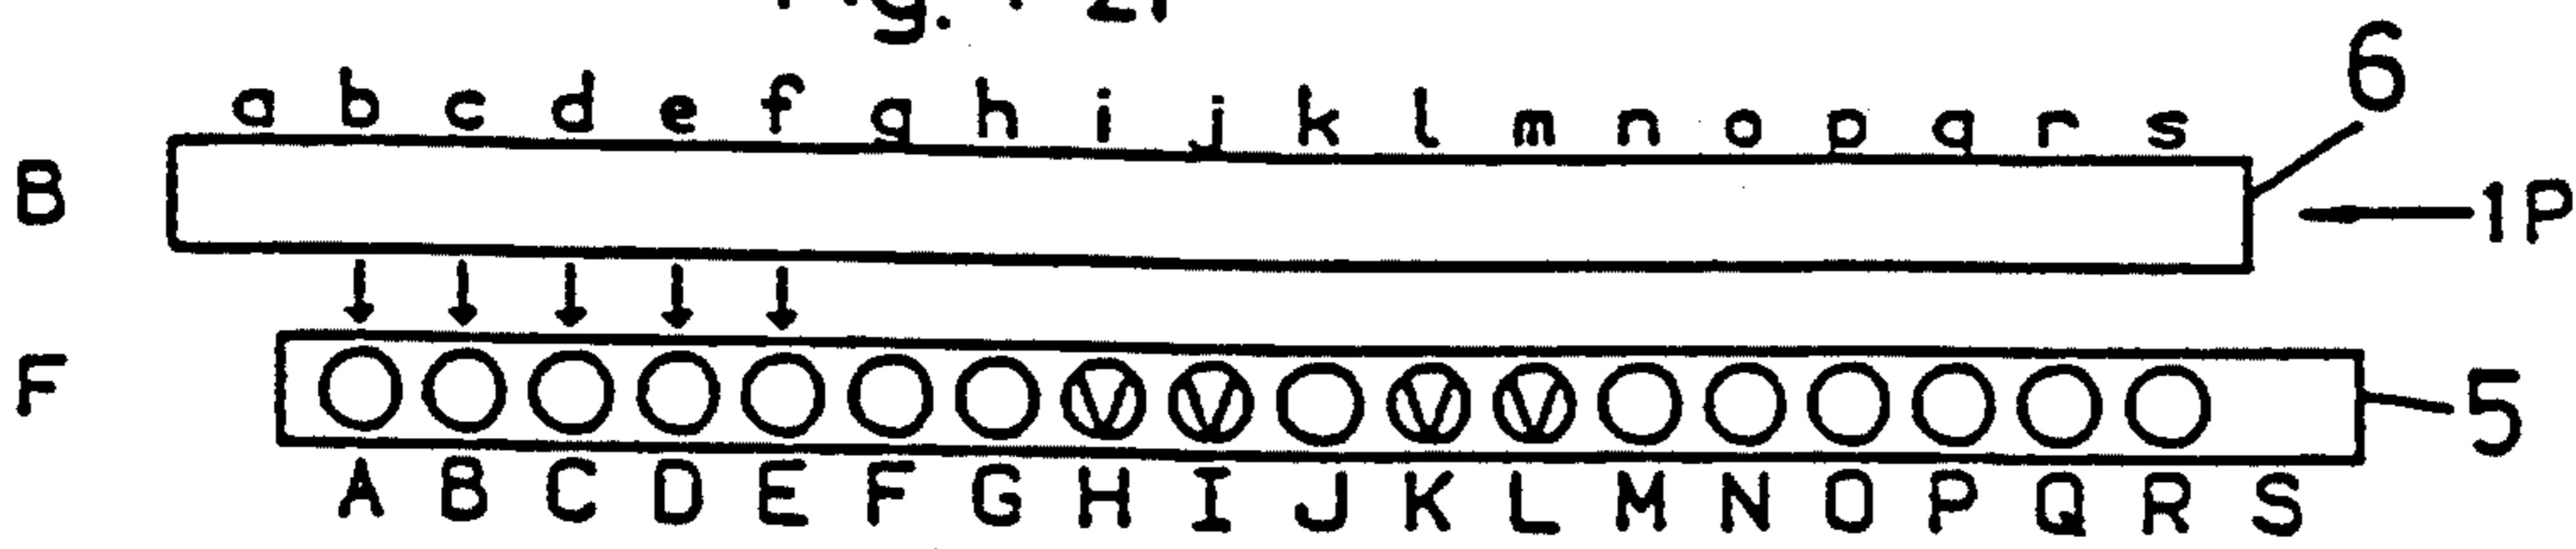 6
a b c d e f g h i j k l m n o p q r s
B
1P
F
V V V V
5
A B C D E F G H I J K L M N O P Q R S